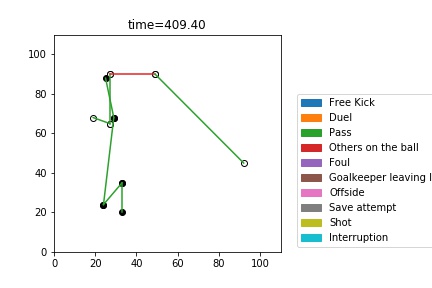 time=409.40
100
80
60
40
20
0
0 20 40 60 80 100
Free Kick
Duel
Pass
Others on the ball
Foul
Goalkeeper leaving l
Offside
Save attempt
Shot
Interruption